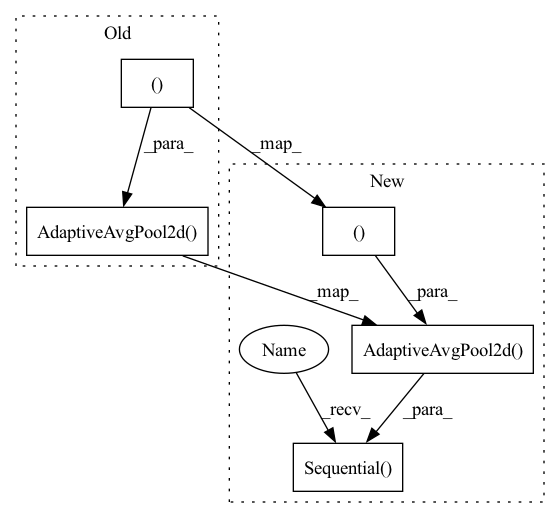 Old
()
_para_
_map_
New
AdaptiveAvgPool2d()
()
_map_
_para_
Name
AdaptiveAvgPool2d()
_recv_
_para_
Sequential()